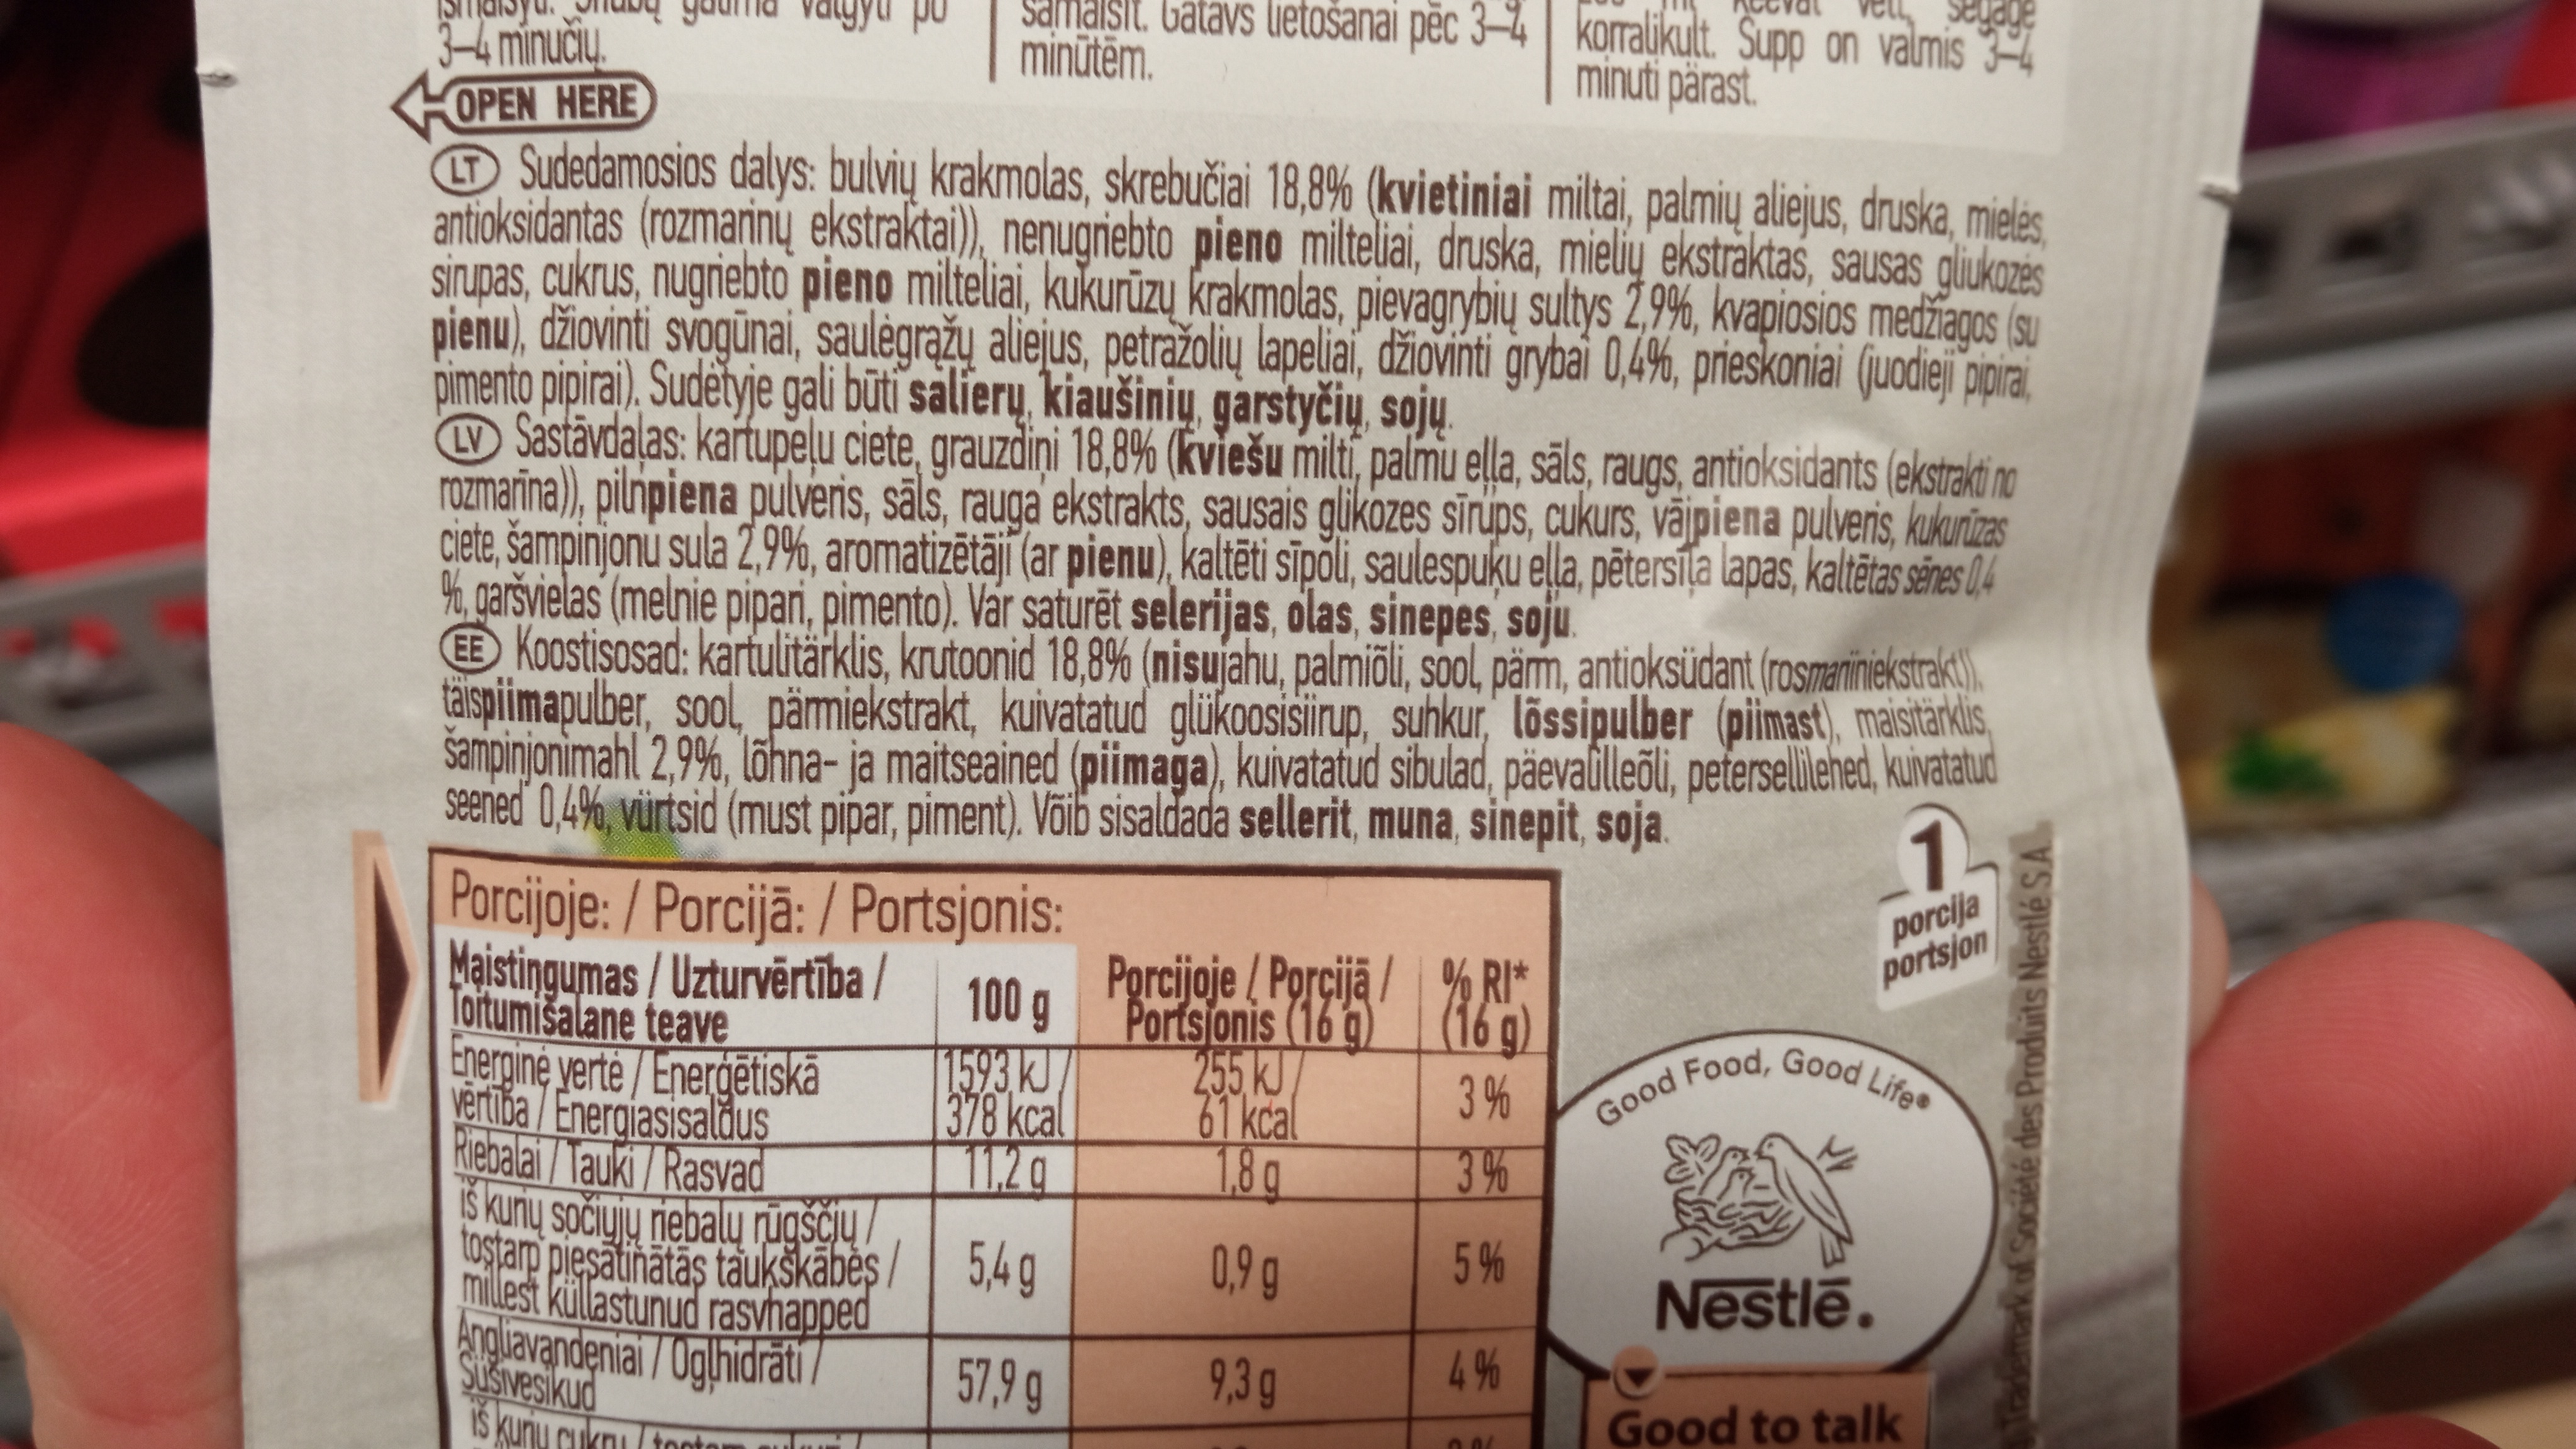 3–4 minučių.
samaisīt. Gatavs lietošanai pēc 3–4
minūtēm.
korralikult. Supp on valmis 3–4
minuti pärast.
OPEN HERE
LT Sudedamosios dalys: bulvių krakmolas, skrebučiai 18,8% (kvietiniai miltai, palmių aliejus, druska, mielės,
antioksidantas (rozmarinų ekstraktai)), nenugriebto pieno milteliai, druska, mielių ekstraktas, sausas gliukozės
sirupas, cukrus, nugriebto pieno milteliai, kukurūzų krakmolas, pievagrybių sultys 2,9%, kvapiosios medžiagos (su
pienu), džiovinti svogūnai, saulėgrąžų aliejus, petražolių lapeliai, džiovinti grybai 0,4%, prieskoniai (juodieji pipirai,
pimento pipirai). Sudėtyje gali būti salierų, kiaušinių, garstyčių, sojų.
LV Sastāvdaļas: kartupeļu ciete, grauzdiņi 18,8% (kviešu milti, palmu eļļa, sāls, raugs, antioksidants (ekstrakti no
rozmarīna)), pilnpiena pulveris, sāls, rauga ekstrakts, sausais glikozes sīrups, cukurs, vājpiena pulveris, kukurūzas
ciete, šampinjonu sula 2,9%, aromatizētāji (ar pienu), kaltēti sīpoli, saulespuķu eļļa, pētersīļa lapas, kaltētas sēnes 0,4
%, garšvielas (melnie pipari, pimento). Var saturēt selerijas, olas, sinepes, soju.
EE Koostisosad: kartulitärklis, krutoonid 18,8% (nisujahu, palmiõli, sool, pärm, antioksüdant (rosmariiniekstrakt)),
täispiimapulber, sool, pärmiekstrakt, kuivatatud glükoosisiirup, suhkur, lõssipulber (piimast), maisitärklis,
šampinjonimahl 2,9%, lõhna- ja maitseained (piimaga), kuivatatud sibulad, päevalilleõli, petersellilehed, kuivatatud
seened 0,4%, vürtsid (must pipar, piment). Võib sisaldada sellerit, muna, sinepit, soja.
Porcijoje: / Porcijā: / Portsjonis:
Maistingumas / Uzturvērtība /
Toitumisalane teave
100 g
Porcijoje / Porcijā /
Portsjonis (16 g)
% RI*
(16 g)
Energinė vertė / Enerģētiskā
vērtība / Energiasisaldus
1593 kJ /
378 kcal
255 kJ /
61 kcal
3 %
Riebalai / Tauki / Rasvad
11,2 g
1,8 g
3 %
iš kurių sočiųjų riebalų rūgščių /
tostarp piesātinātās taukskābes /
millest küllastunud rasvhapped
5,4 g
0,9 g
5 %
Angliavandeniai / Ogļhidrāti /
Süsivesikud
57,9 g
9,3 g
4 %
iš kurių cukrų /
1
porcija
portsjon
Trademark of Société des Produits Nestlé S.A.
Good Food, Good Life®
Nestlé.
Good to talk